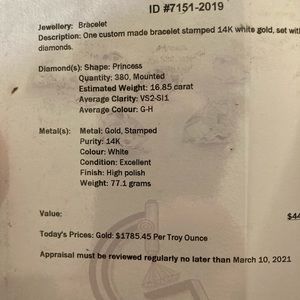 ID #7151-2019
Jewellery: Bracelet
Description: One custom made bracelet stamped 14K white gold, set with
diamonds.
Diamond(s): Shape: Princess
Quantity: 380, Mounted
Estimated Weight: 16.85 carat
Average Clarity: VS2-SI1
Average Colour: G-H
Metal(s): Metal: Gold, Stamped
Purity: 14K
Colour: White
Condition: Excellent
Finish: High polish
Weight: 77.1 grams
Value: $44
Today's Prices: Gold: $1785.45 Per Troy Ounce
Appraisal must be reviewed regularly no later than March 10, 2021